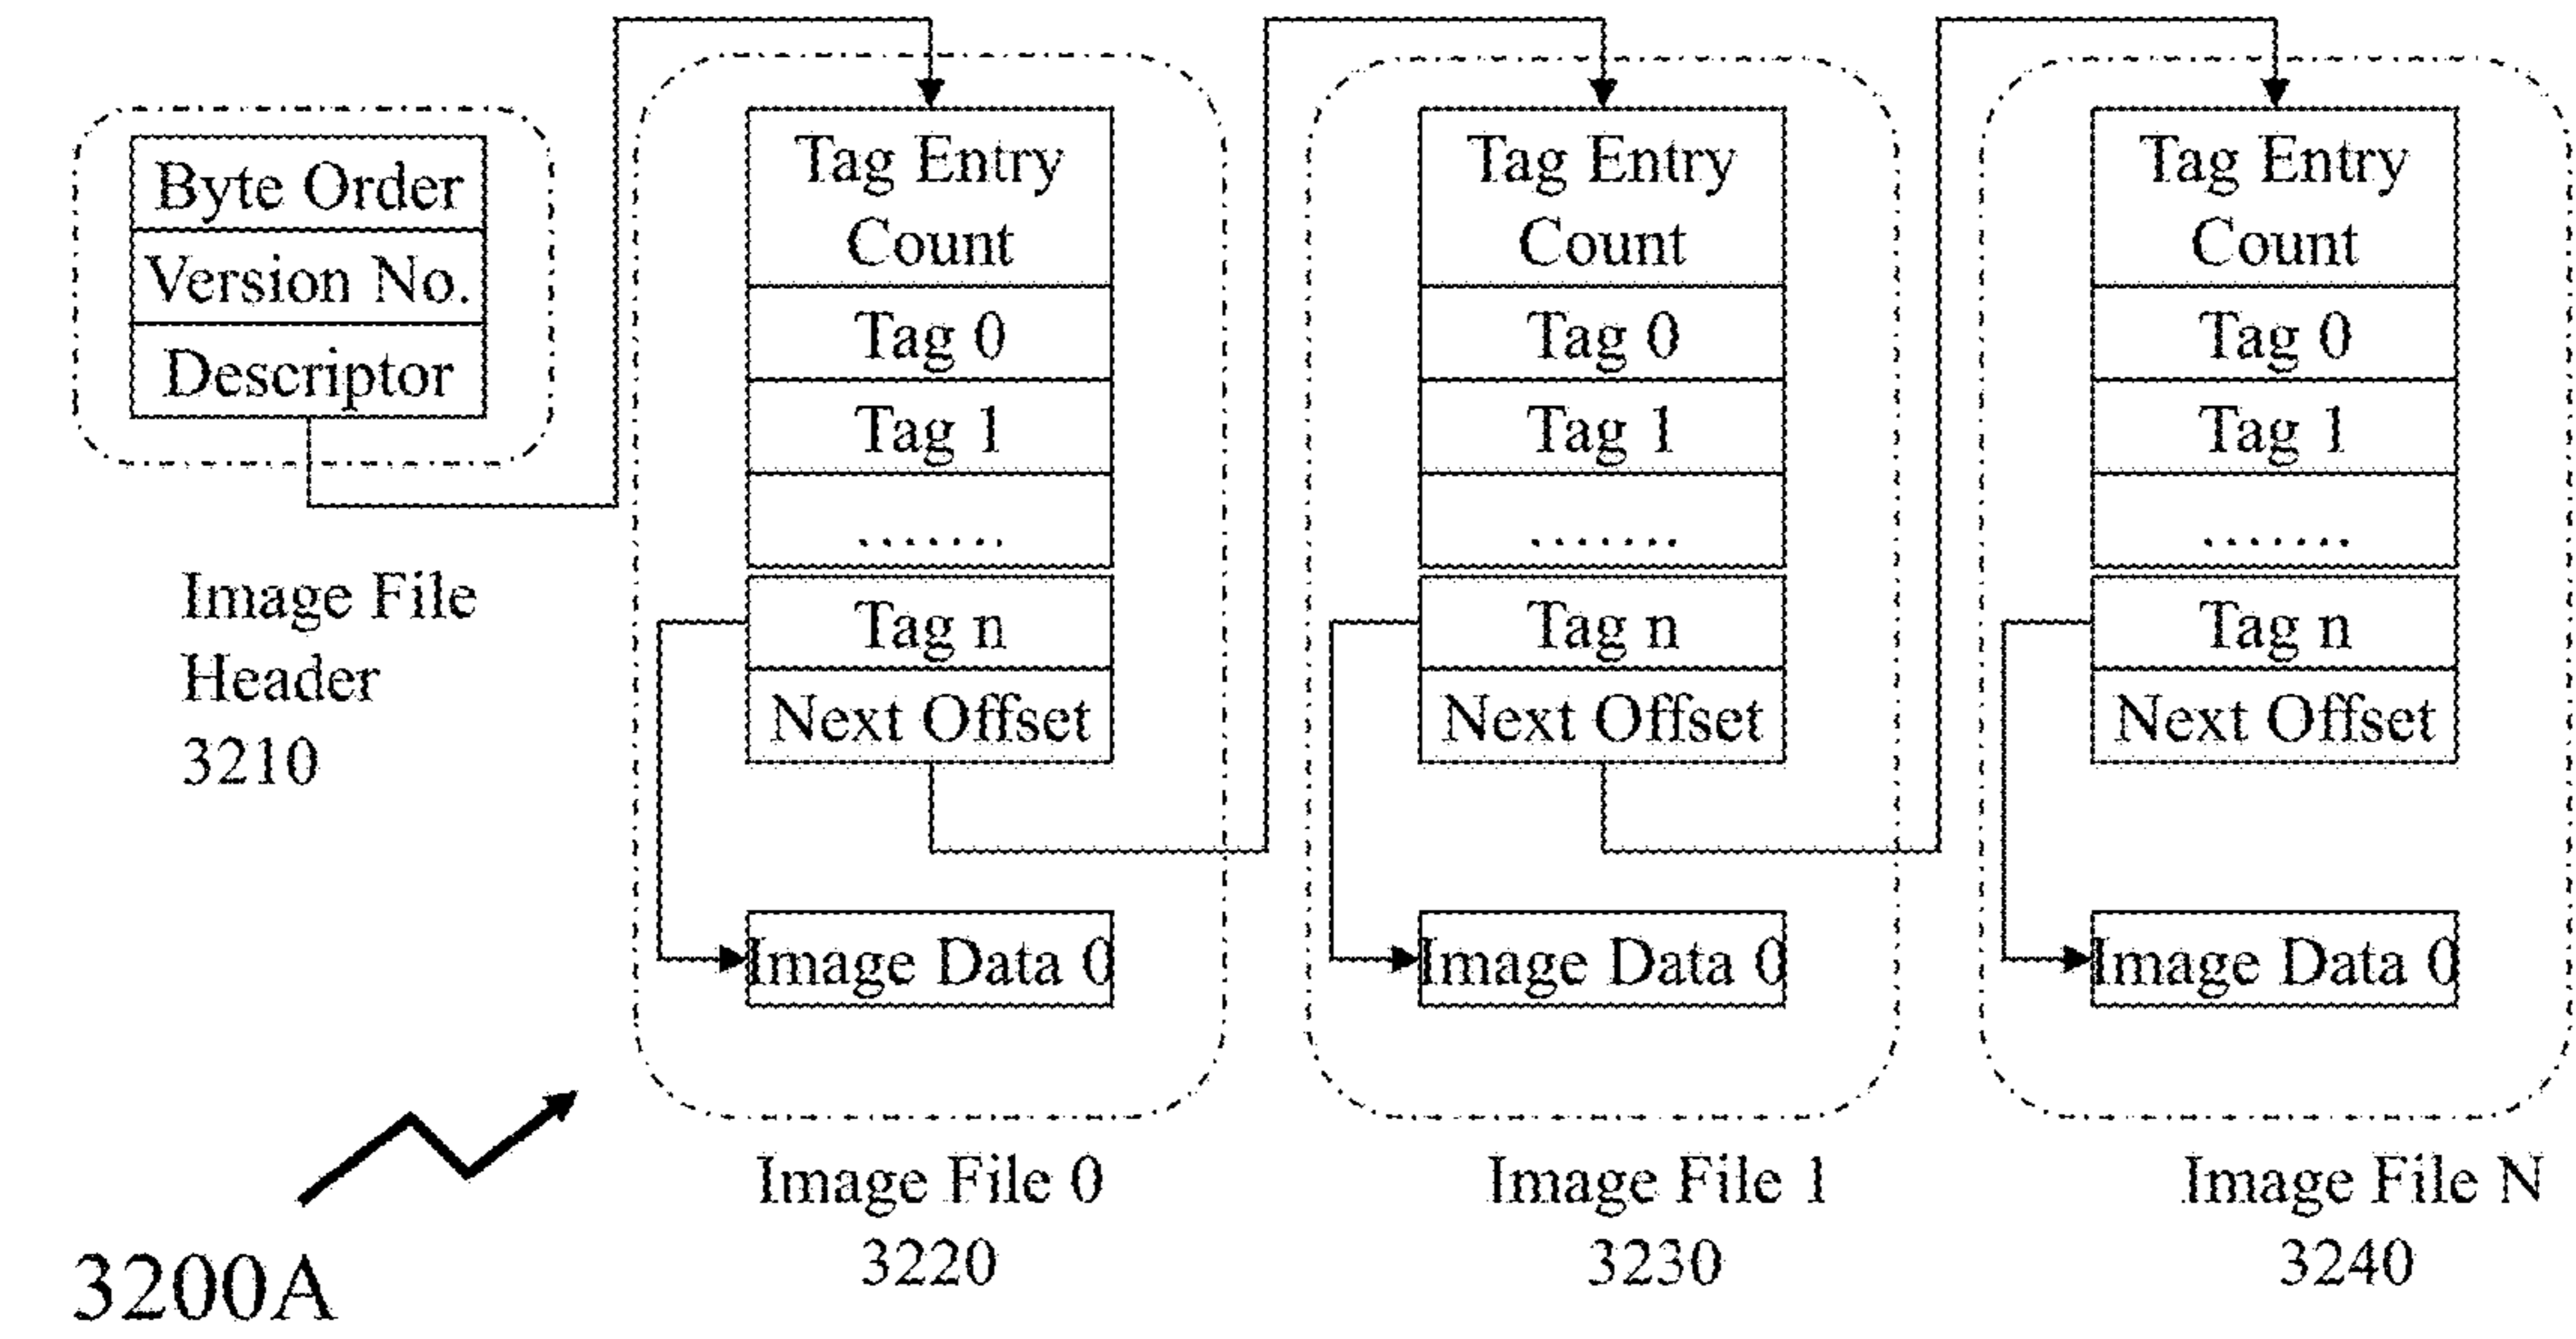 Byte Order
Version No.
Descriptor
Image File
Header
3210
Tag Entry
Count
Tag 0
Tag 1
.......
Tag n
Next Offset
Image Data 0
Image File 0
3220
Tag Entry
Count
Tag 0
Tag 1
.......
Tag n
Next Offset
Image Data 0
Image File 1
3230
Tag Entry
Count
Tag 0
Tag 1
.......
Tag n
Next Offset
Image Data 0
Image File N
3240
3200A